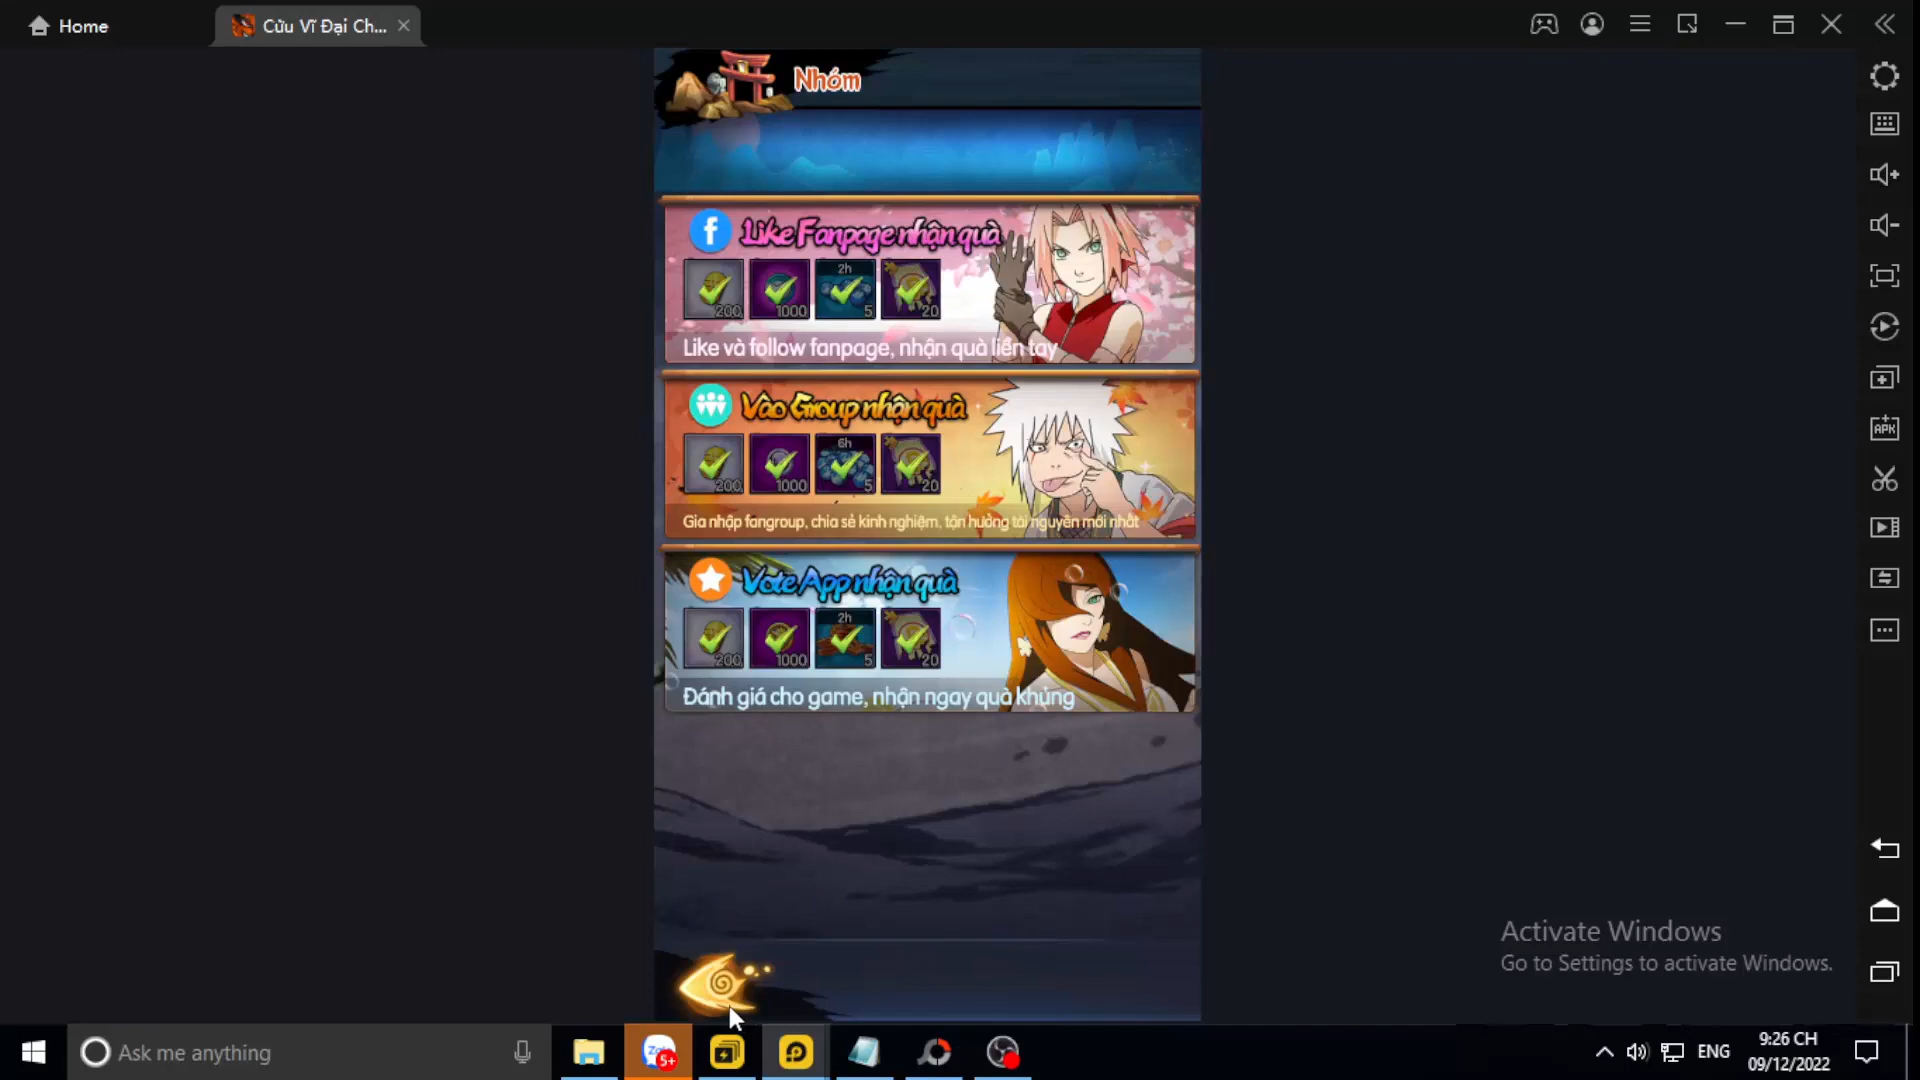 Home
Cửu Vĩ Đại Ch...
Nhóm
Like Fanpage nhận quà
200
1000
2h
5
20
Like và follow fanpage, nhận quà liền tay
Vào Group nhận quà
200
1000
6h
5
20
Gia nhập fangroup, chia sẻ kinh nghiệm, tận hưởng tài nguyên mới nhất
Vote App nhận quà
200
1000
2h
5
20
Đánh giá cho game, nhận ngay quà khủng
APK
Activate Windows
Go to Settings to activate Windows.
Ask me anything
Zalo
5+
ENG
9:26 CH
09/12/2022